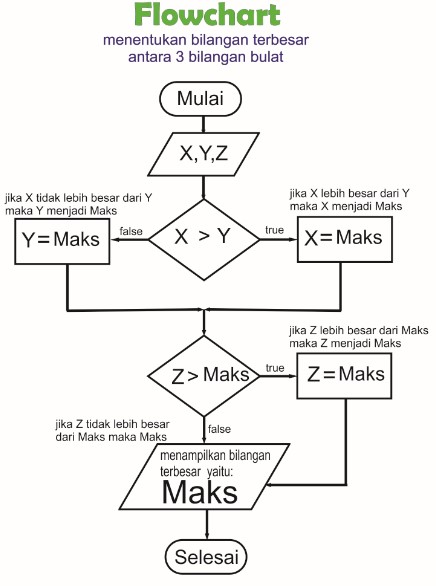 Flowchart
menentukan bilangan terbesar
antara 3 bilangan bulat
Mulai
X,Y,Z
jika X tidak lebih besar dari Y
maka Y menjadi Maks
jika X lebih besar dari Y
maka X menjadi Maks
Y=Maks
false
X > Y
true
X=Maks
jika Z lebih besar dari Maks
maka Z menjadi Maks
Z>Maks
true
Z=Maks
jika Z tidak lebih besar
dari Maks maka Maks
false
menampilkan bilangan
terbesar yaitu:
Maks
Selesai